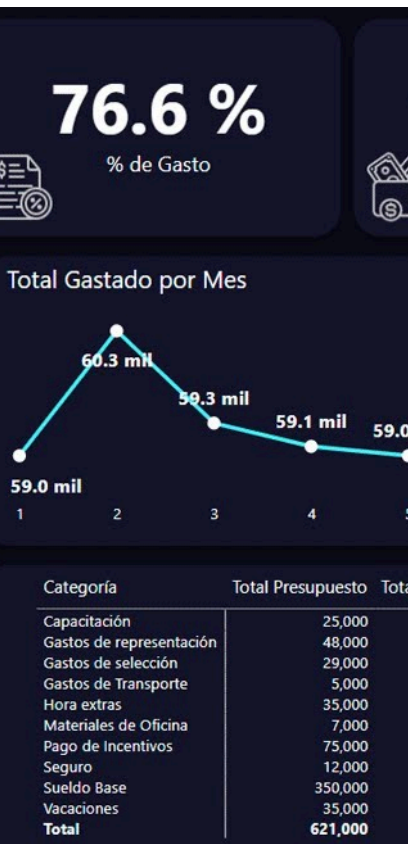 76.6 %
% de Gasto
Total Gastado por Mes
60.3 mil
59.3 mil
59.1 mil
59.0
59.0 mil
1 2 3 4 5
Categoría Total Presupuesto
Capacitación 25,000
Gastos de representación 48,000
Gastos de selección 29,000
Gastos de Transporte 5,000
Hora extras 35,000
Materiales de Oficina 7,000
Pago de Incentivos 75,000
Seguro 12,000
Sueldo Base 350,000
Vacaciones 35,000
Total 621,000